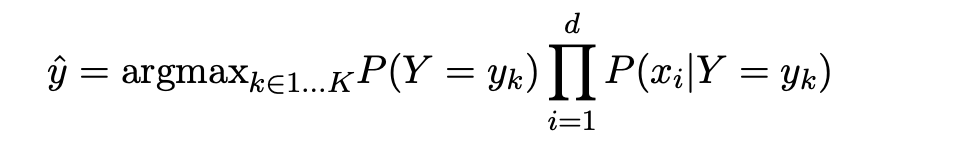 ŷ = argmax_{k∈1...K} P(Y = y_k) ∏_{i=1}^{d} P(x_i|Y = y_k)